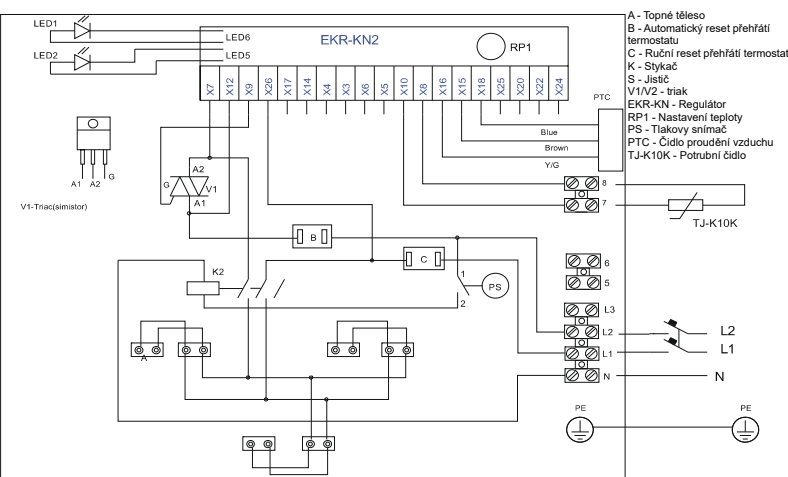 LED1
LED6
LED2
LED5
EKR-KN2
RP1
X7
X12
X9
X26
X17
X14
X4
X3
X6
X5
X10
X8
X16
X15
X18
X25
X20
X22
X24
PTC
Blue
Brown
Y/G
A1 A2 G
V1-Triac(simistor)
A2
G
V1
A1
8
7
TJ-K10K
B
C
K2
1
PS
2
6
5
L3
L2
L1
N
L2
L1
N
A
PE
PE
A - Topné těleso
B - Automatický reset přehřátí
termostatu
C - Ruční reset přehřátí termostat
K - Stykač
S - Jistič
V1/V2 - triak
EKR-KN - Regulátor
RP1 - Nastavení teploty
PS - Tlakovy snímač
PTC - Čidlo proudění vzduchu
TJ-K10K - Potrubní čidlo